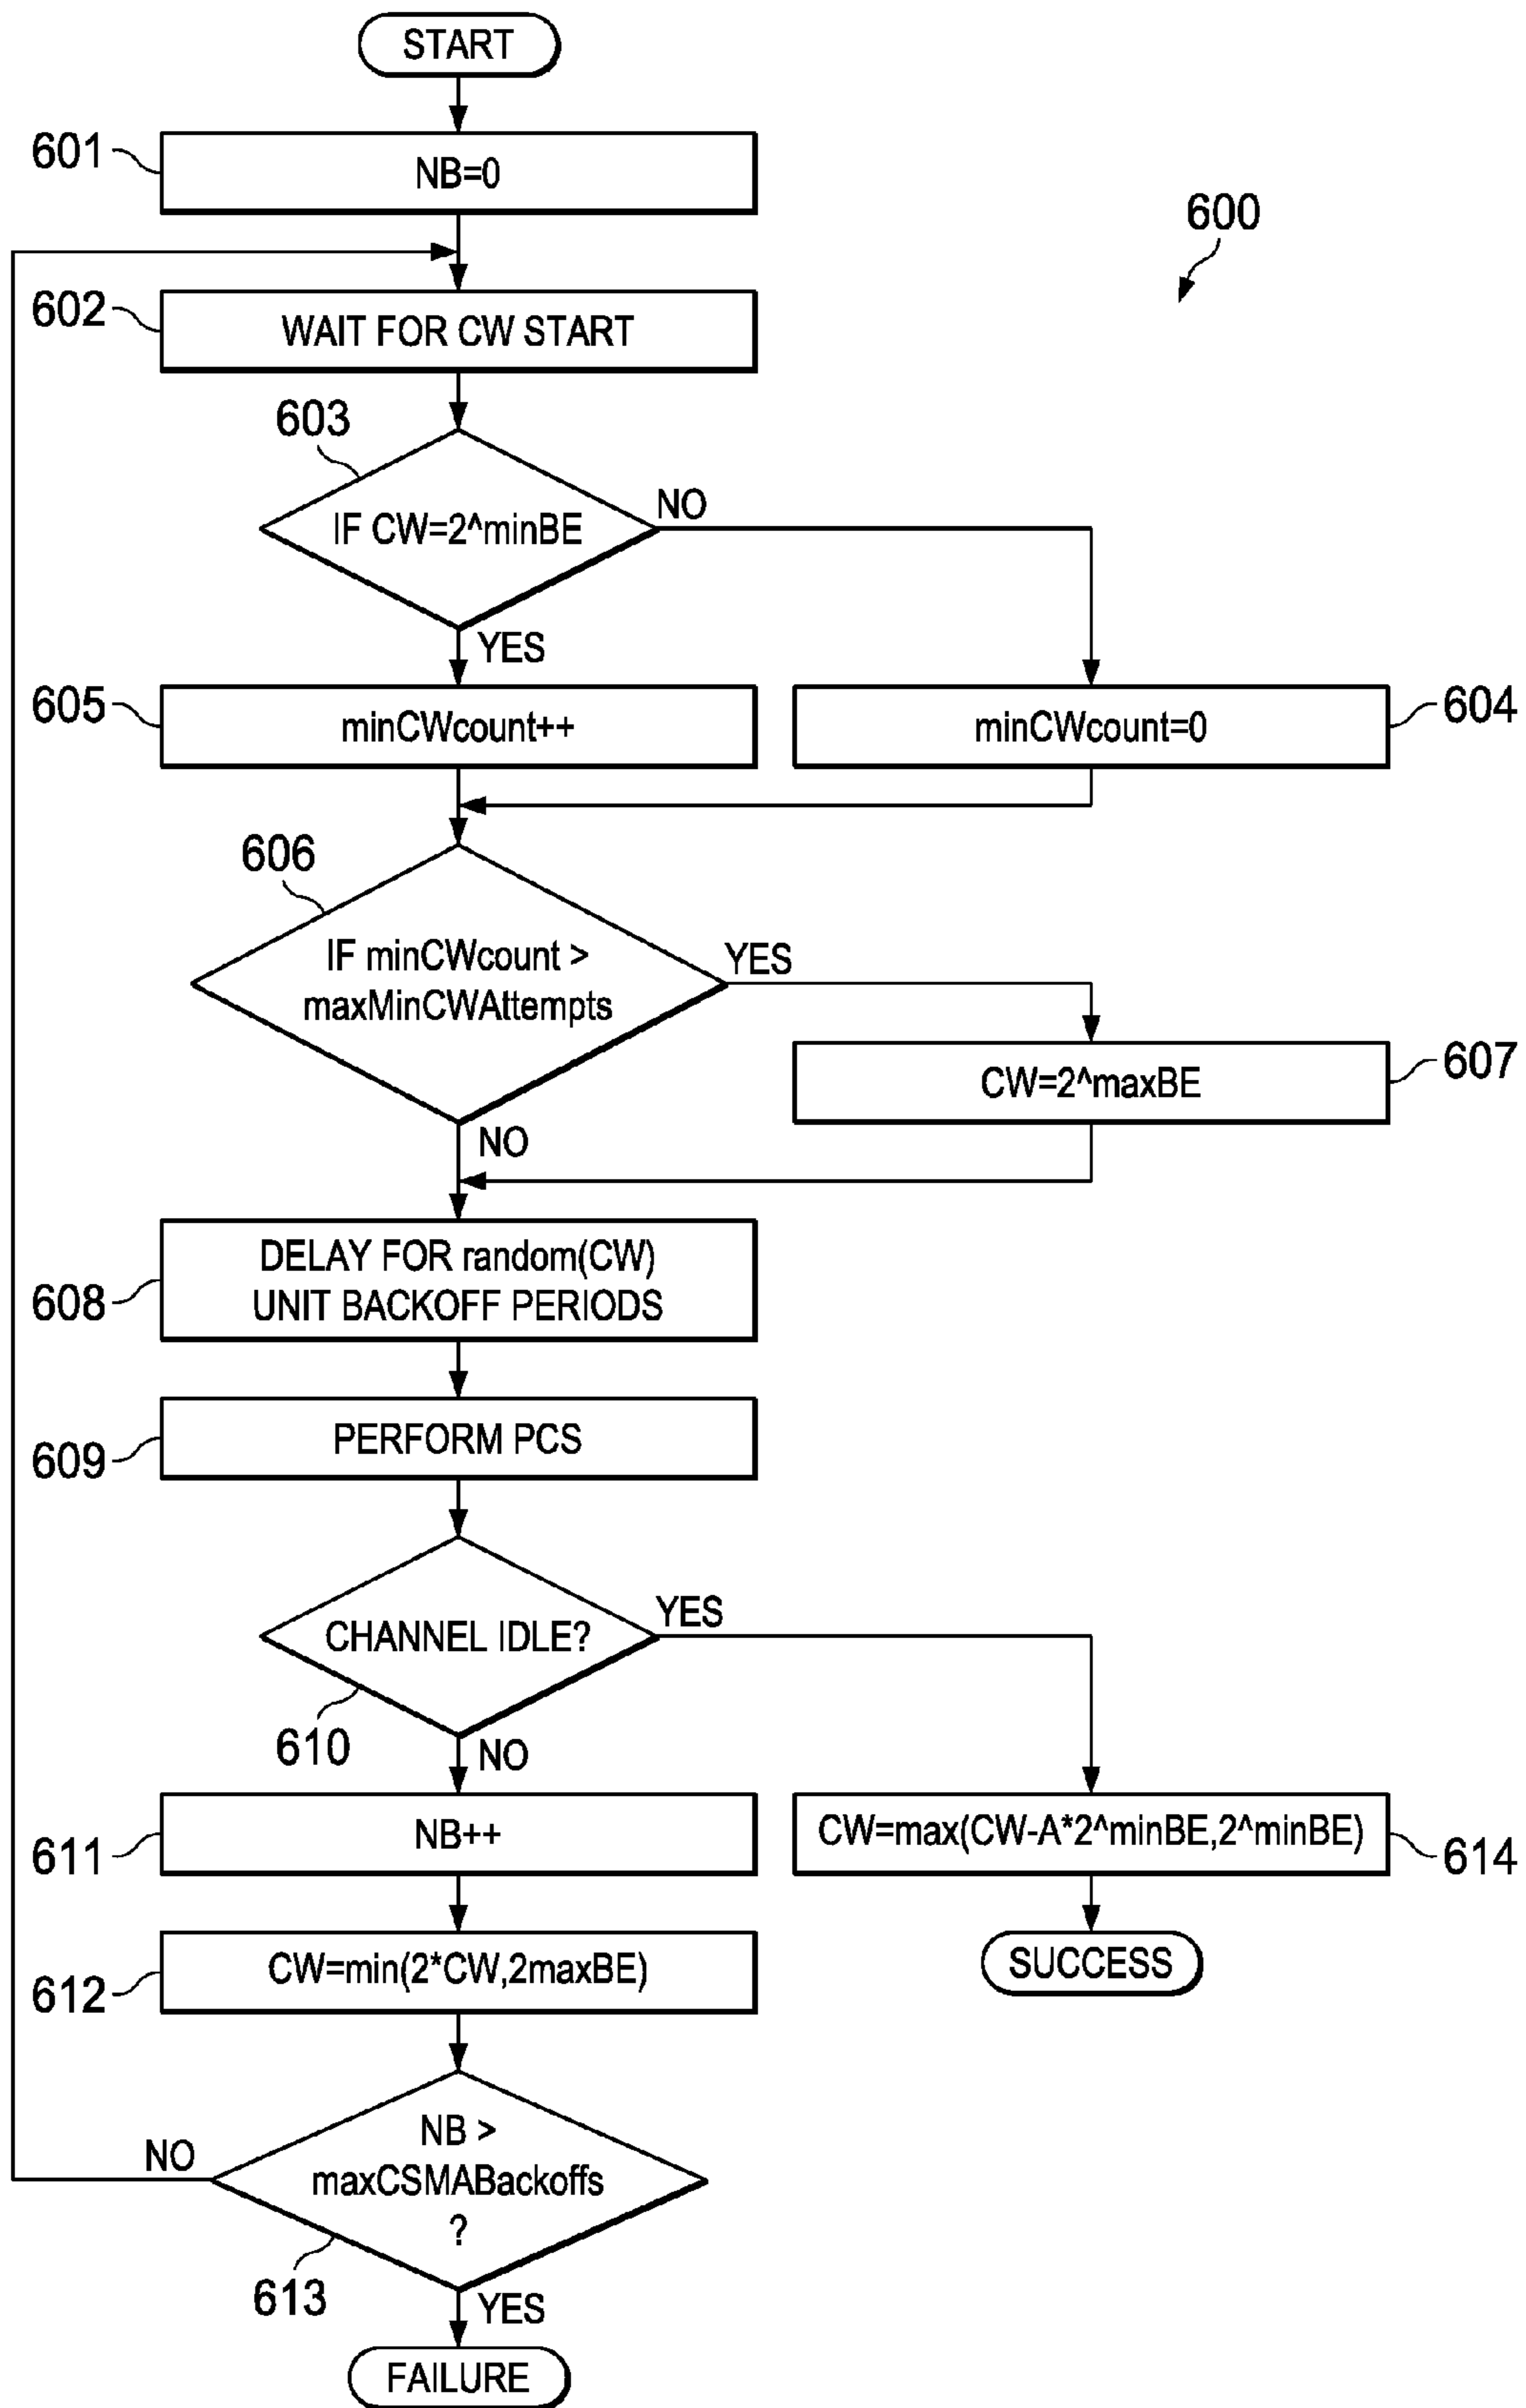 START
601
NB=0
600
602
WAIT FOR CW START
603
IF CW=2^minBE
NO
YES
605
minCWcount++
minCWcount=0
604
606
IF minCWcount >
maxMinCWAttempts
YES
CW=2^maxBE
607
NO
DELAY FOR random(CW)
UNIT BACKOFF PERIODS
608
PERFORM PCS
609
CHANNEL IDLE?
YES
610
NO
NB++
611
CW=max(CW-A*2^minBE,2^minBE)
614
CW=min(2*CW,2maxBE)
612
SUCCESS
NB >
maxCSMABackoffs
?
NO
613
YES
FAILURE